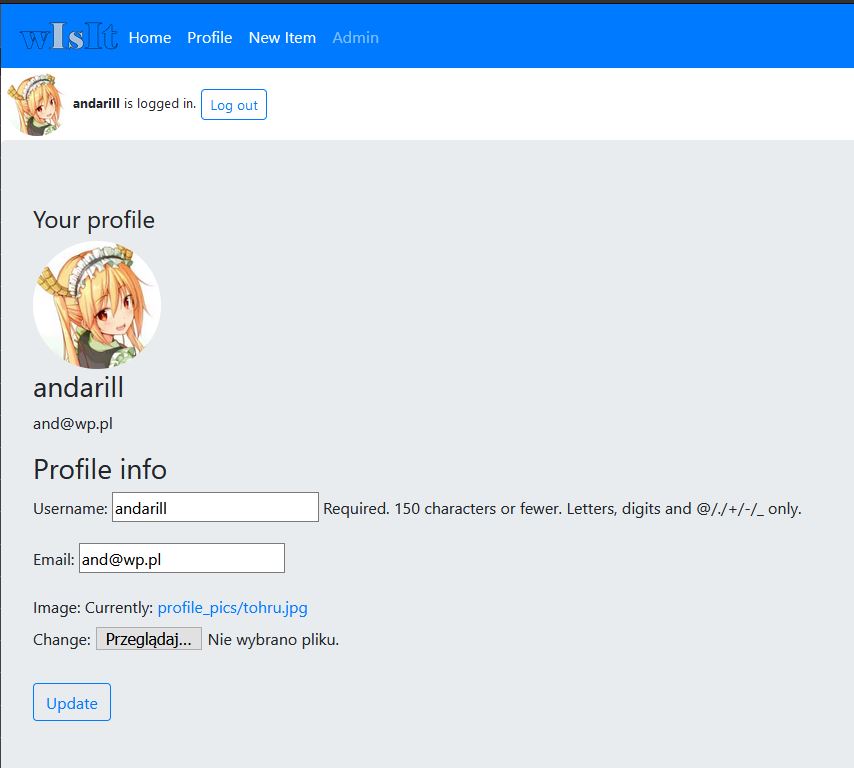 wIsIt Home Profile New Item Admin
andarill is logged in. Log out
Your profile
andarill
and@wp.pl
Profile info
Username: andarill Required. 150 characters or fewer. Letters, digits and @/./+/-/_ only.
Email: and@wp.pl
Image: Currently: profile_pics/tohru.jpg
Change: Przeglądaj... Nie wybrano pliku.
Update